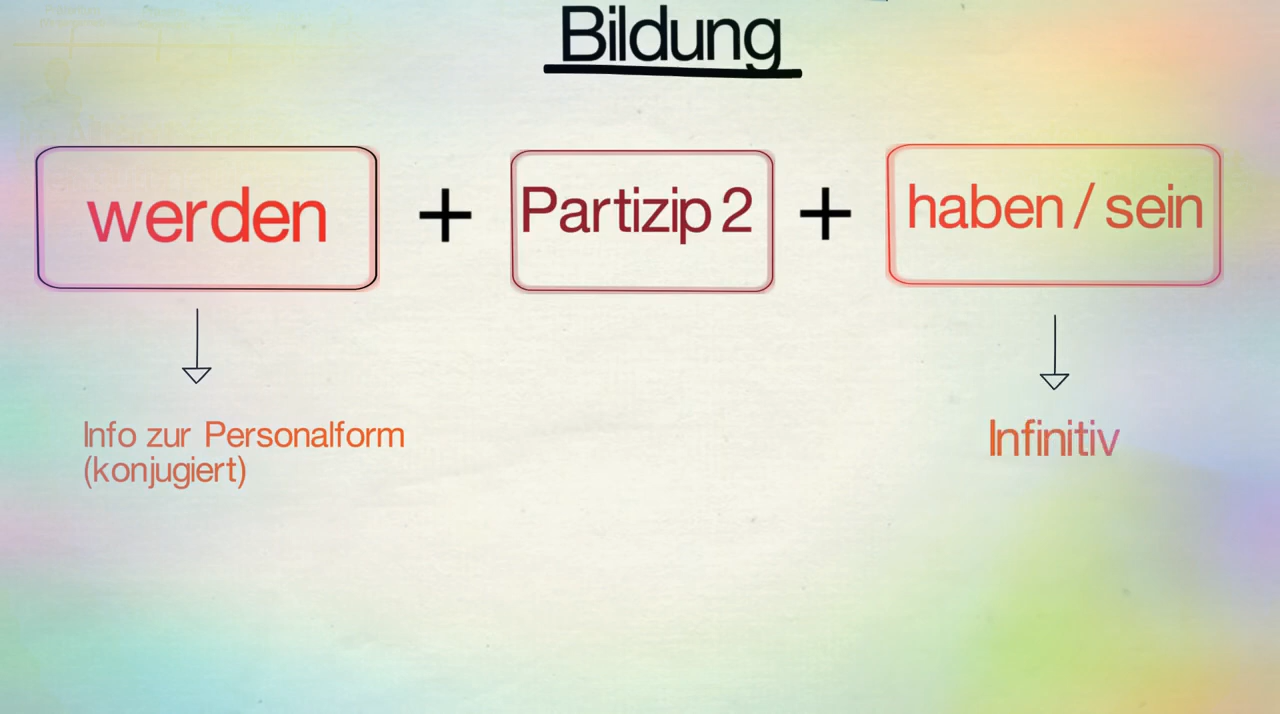 Bildung
werden + Partizip 2 + haben / sein
Info zur Personalform
(konjugiert)
Infinitiv